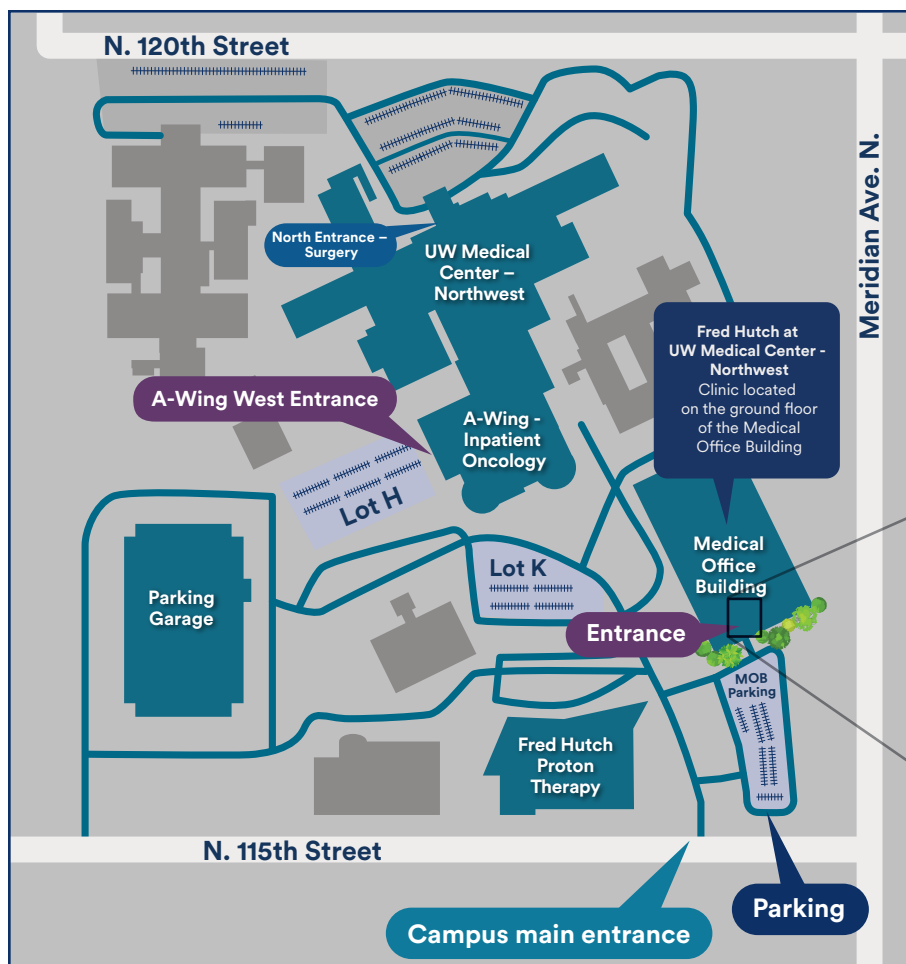 N. 120th Street
Meridian Ave. N.
North Entrance –
Surgery
UW Medical
Center –
Northwest
Fred Hutch at
UW Medical Center -
Northwest
Clinic located
on the ground floor
of the Medical
Office Building
A-Wing West Entrance
A-Wing -
Inpatient
Oncology
Lot H
Medical
Office
Building
Lot K
Parking
Garage
Entrance
MOB
Parking
Fred Hutch
Proton
Therapy
N. 115th Street
Parking
Campus main entrance